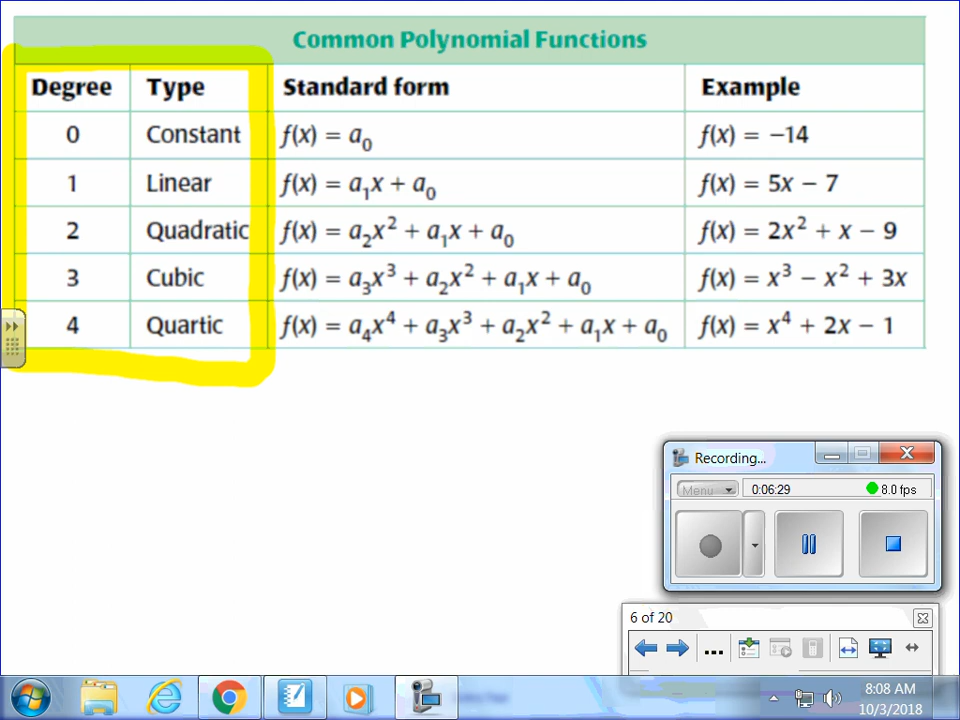 Common Polynomial Functions
Degree Type Standard form Example
0 Constant f(x) = a₀ f(x) = −14
1 Linear f(x) = a₁x + a₀ f(x) = 5x − 7
2 Quadratic f(x) = a₂x² + a₁x + a₀ f(x) = 2x² + x − 9
3 Cubic f(x) = a₃x³ + a₂x² + a₁x + a₀ f(x) = x³ − x² + 3x
4 Quartic f(x) = a₄x⁴ + a₃x³ + a₂x² + a₁x + a₀ f(x) = x⁴ + 2x − 1
Recording...
Menu 0:06:29 8.0 fps
6 of 20
8:08 AM
10/3/2018